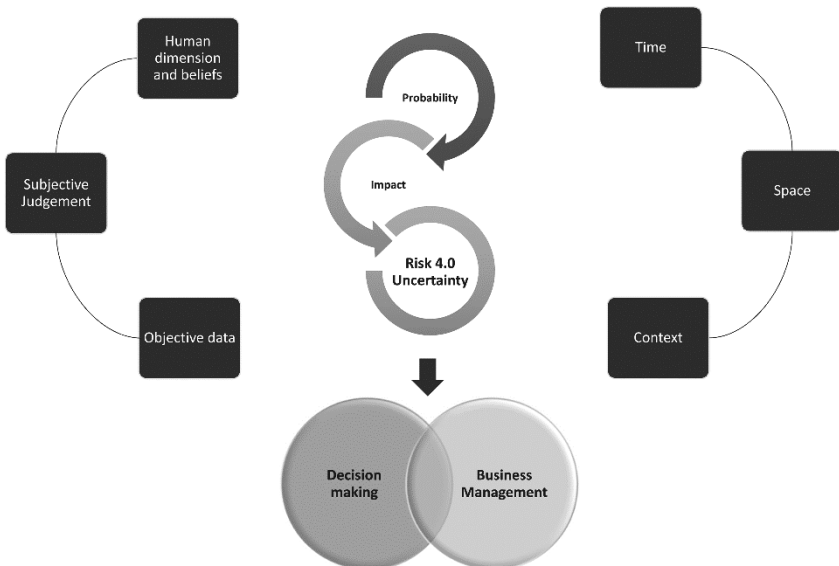 Human
dimension
and beliefs
Subjective
Judgement
Objective data
Probability
Impact
Risk 4.0
Uncertainty
Time
Space
Context
Decision
making
Business
Management